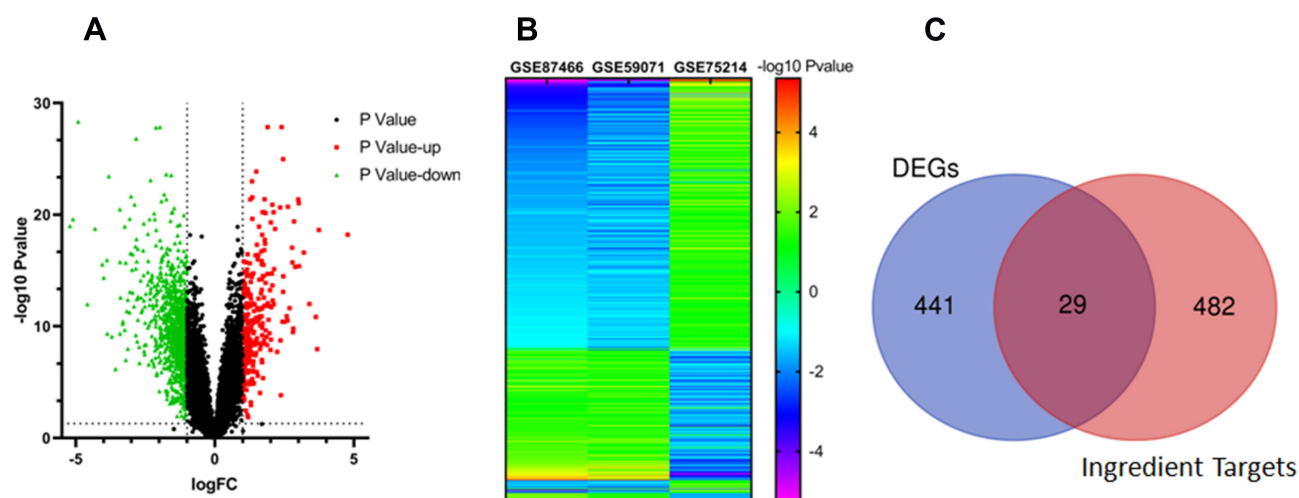 A
B
C
GSE87466 GSE59071 GSE75214 -log10 Pvalue
30
20
10
0
-log10 Pvalue
-5 0 5
logFC
P Value
P Value-up
P Value-down
4
2
0
-2
-4
DEGs
441 29 482
Ingredient Targets